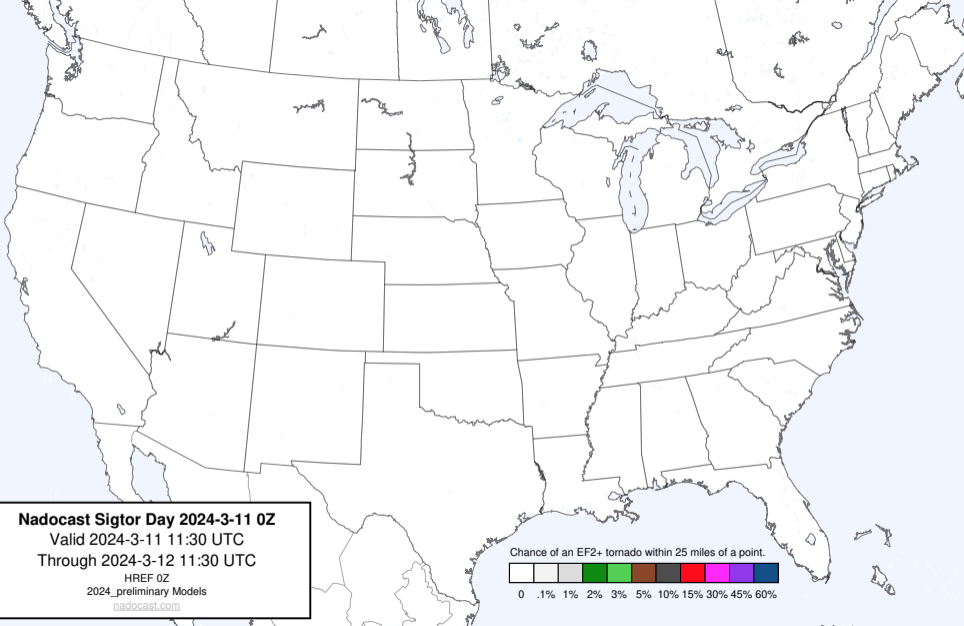 Nadocast Sigtor Day 2024-3-11 0Z
Valid 2024-3-11 11:30 UTC
Through 2024-3-12 11:30 UTC
HREF 0Z
2024_preliminary Models
nadocast.com
Chance of an EF2+ tornado within 25 miles of a point.
0 .1% 1% 2% 3% 5% 10% 15% 30% 45% 60%